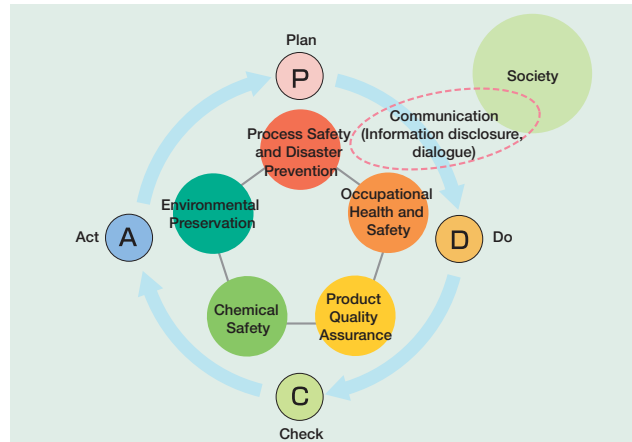 Plan
P
Society
Communication
(Information disclosure,
dialogue)
Process Safety
and Disaster
Prevention
Environmental
Preservation
Occupational
Health and
Safety
Act
A
D
Do
Chemical
Safety
Product
Quality
Assurance
C
Check